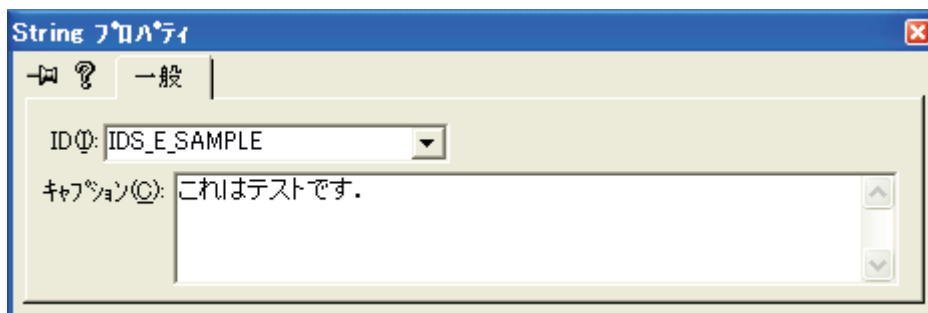 String ﾌﾟﾛﾊﾟﾃｨ
一般
ID(I): IDS_E_SAMPLE
ｷｬﾌﾟｼｮﾝ(C): これはテストです．